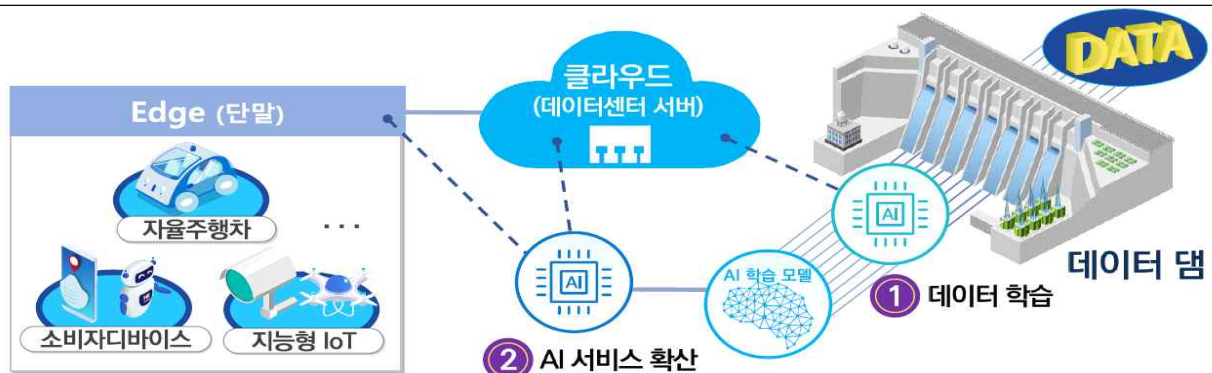 DATA
클라우드
(데이터센터 서버)
Edge (단말)
자율주행차
...
소비자디바이스
지능형 IoT
AI
AI 학습 모델
AI
데이터 댐
① 데이터 학습
② AI 서비스 확산